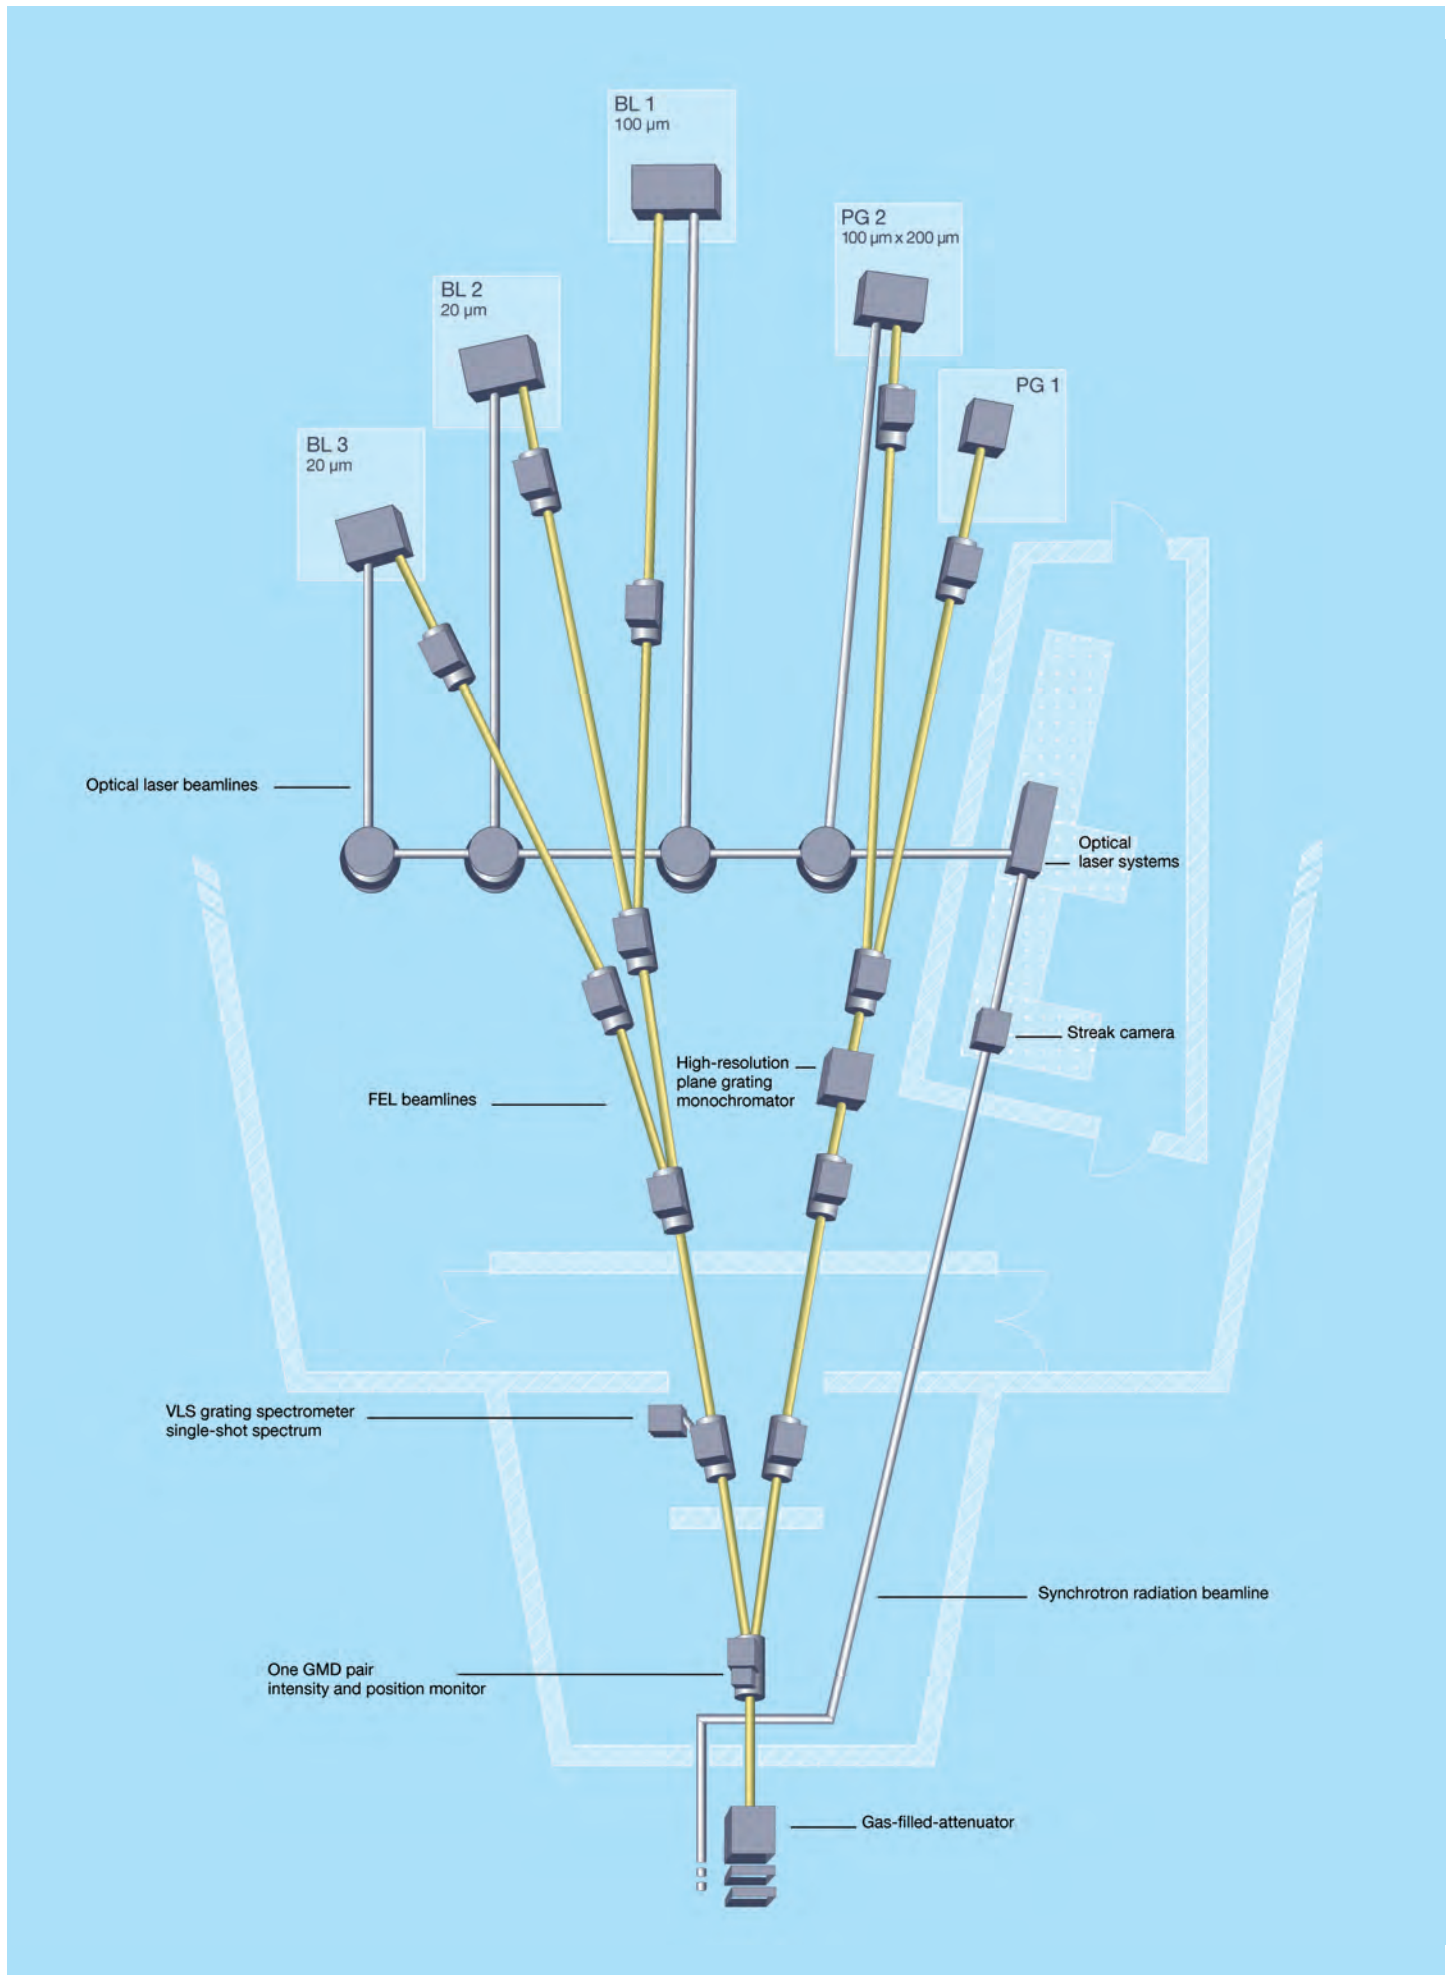 BL 1
100 µm
PG 2
100 µm x 200 µm
BL 2
20 µm
PG 1
BL 3
20 µm
Optical laser beamlines
Optical
laser systems
Streak camera
High-resolution
plane grating
monochromator
FEL beamlines
VLS grating spectrometer
single-shot spectrum
Synchrotron radiation beamline
One GMD pair
intensity and position monitor
Gas-filled-attenuator